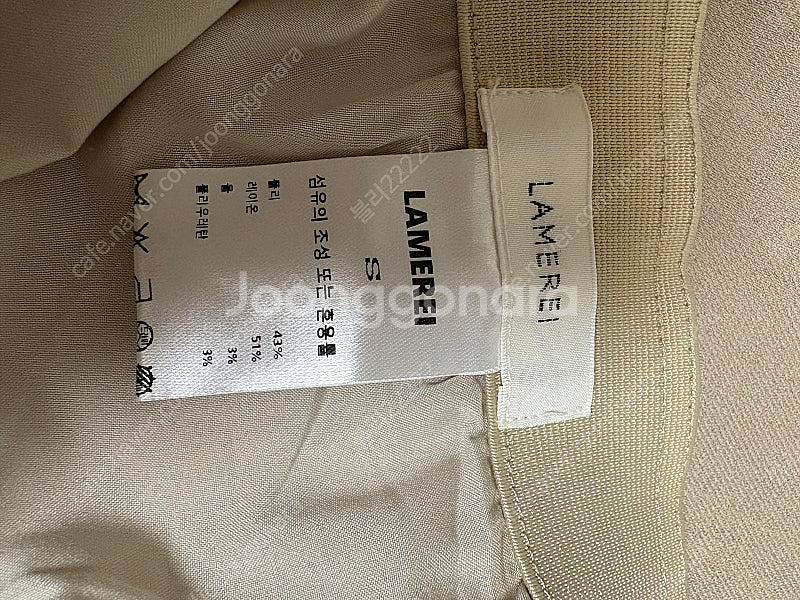 LAMEREI
LAMEREI
S
섬유의 조성 또는 혼용률
폴리 43%
레이온 51%
울 3%
폴리우레탄 3%
Joonggonara
cafe.naver.com/joonggonara
블리22222